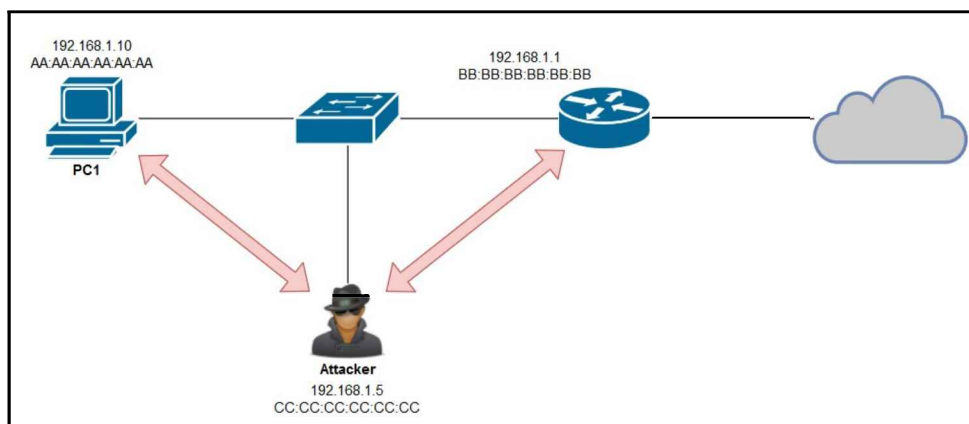 192.168.1.10
AA:AA:AA:AA:AA:AA
PC1
192.168.1.1
BB:BB:BB:BB:BB:BB
Attacker
192.168.1.5
CC:CC:CC:CC:CC:CC